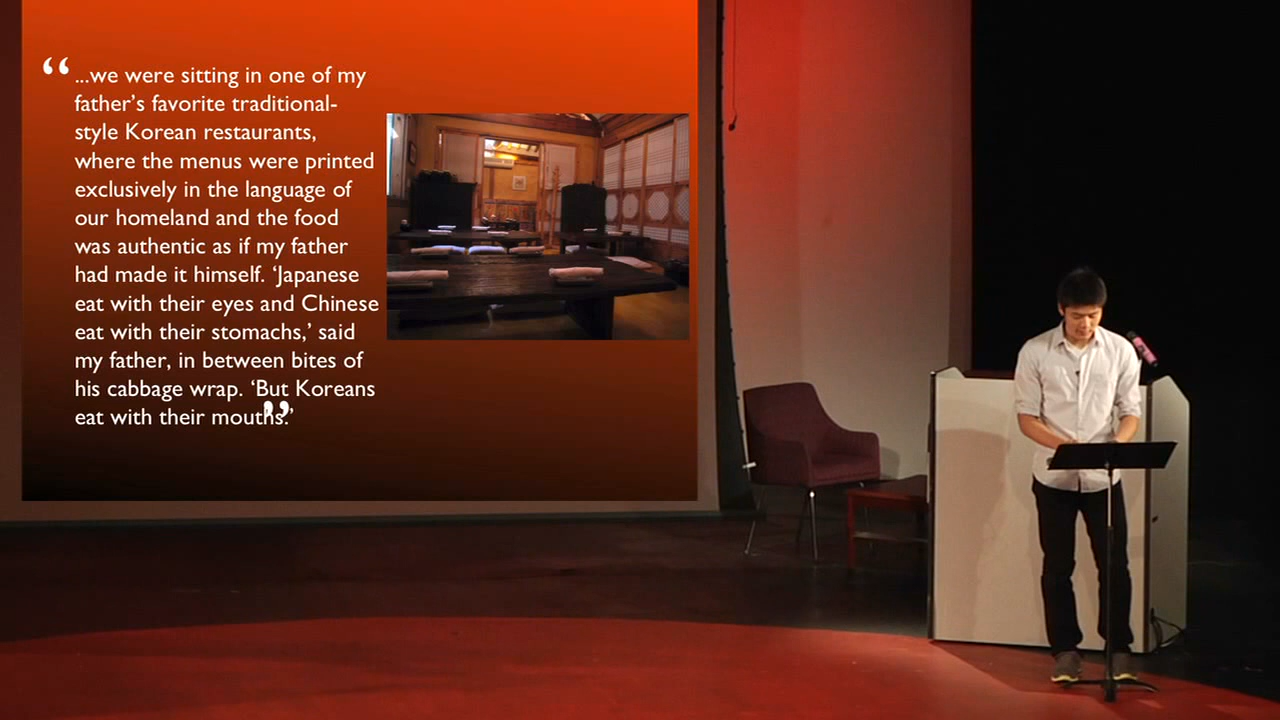 “ ...we were sitting in one of my
father’s favorite traditional-
style Korean restaurants,
where the menus were printed
exclusively in the language of
our homeland and the food
was authentic as if my father
had made it himself. ‘Japanese
eat with their eyes and Chinese
eat with their stomachs,’ said
my father, in between bites of
his cabbage wrap. ‘But Koreans
eat with their mouths.’ ”